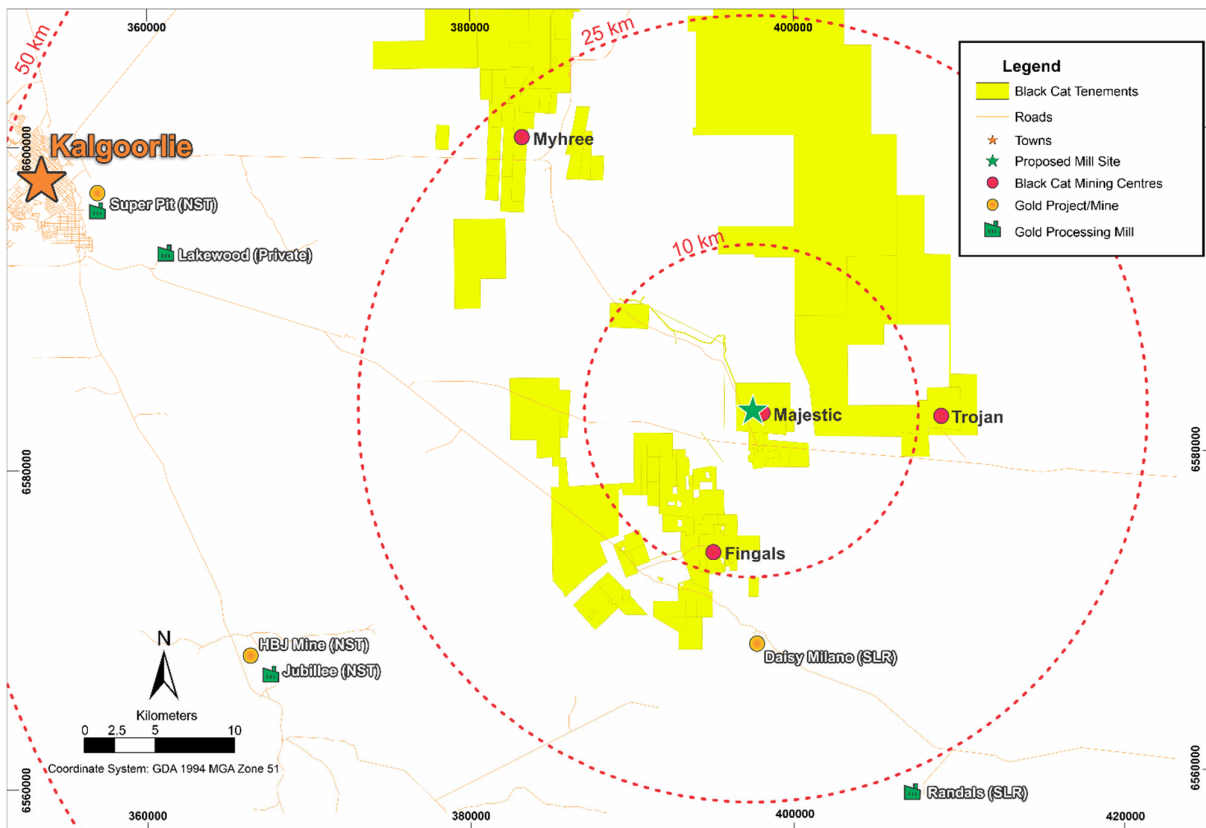 360000
380000
400000
50 km
25 km
Legend
Black Cat Tenements
Roads
Towns
Proposed Mill Site
Black Cat Mining Centres
Gold Project/Mine
Gold Processing Mill
6600000
Kalgoorlie
Myhree
6600000
Super Pit (NST)
Lakewood (Private)
10 km
Majestic
Trojan
6580000
6580000
Fingals
N
HBJ Mine (NST)
Jubillee (NST)
Daisy Milano (SLR)
Kilometers
0 2.5 5 10
Coordinate System: GDA 1994 MGA Zone 51
6560000
6560000
Randals (SLR)
360000
380000
400000
420000